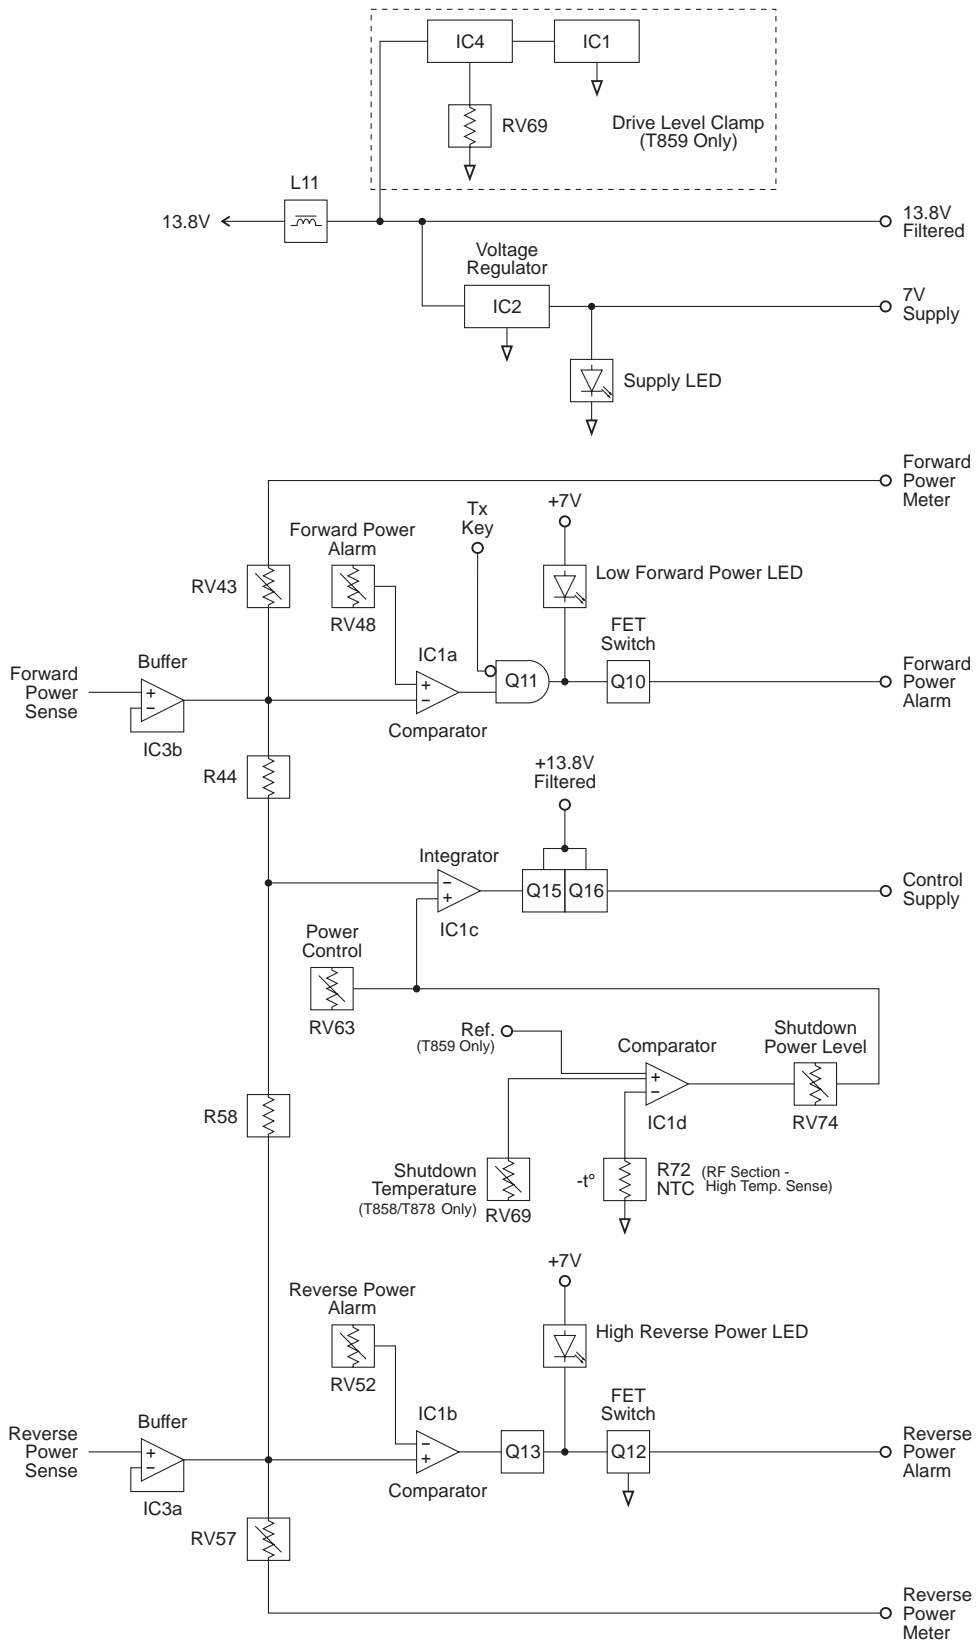 IC4
IC1
RV69
Drive Level Clamp
(T859 Only)
L11
13.8V
13.8V
Filtered
Voltage
Regulator
IC2
7V
Supply
Supply LED
Forward
Power
Meter
Tx
Key
+7V
Forward Power
Alarm
RV43
RV48
Low Forward Power LED
IC1a
FET
Switch
Buffer
Forward
Power
Sense
+
−
+
−
Q11
Q10
Forward
Power
Alarm
Comparator
IC3b
R44
+13.8V
Filtered
Integrator
−
+
Q15
Q16
Control
Supply
IC1c
Power
Control
RV63
Ref.
(T859 Only)
Comparator
Shutdown
Power Level
+
−
IC1d
RV74
R58
Shutdown
Temperature
(T858/T878 Only)
RV69
-t°
R72
NTC
(RF Section -
High Temp. Sense)
+7V
Reverse Power
Alarm
RV52
High Reverse Power LED
IC1b
FET
Switch
Buffer
Reverse
Power
Sense
+
−
−
+
Q13
Q12
Reverse
Power
Alarm
Comparator
IC3a
RV57
Reverse
Power
Meter